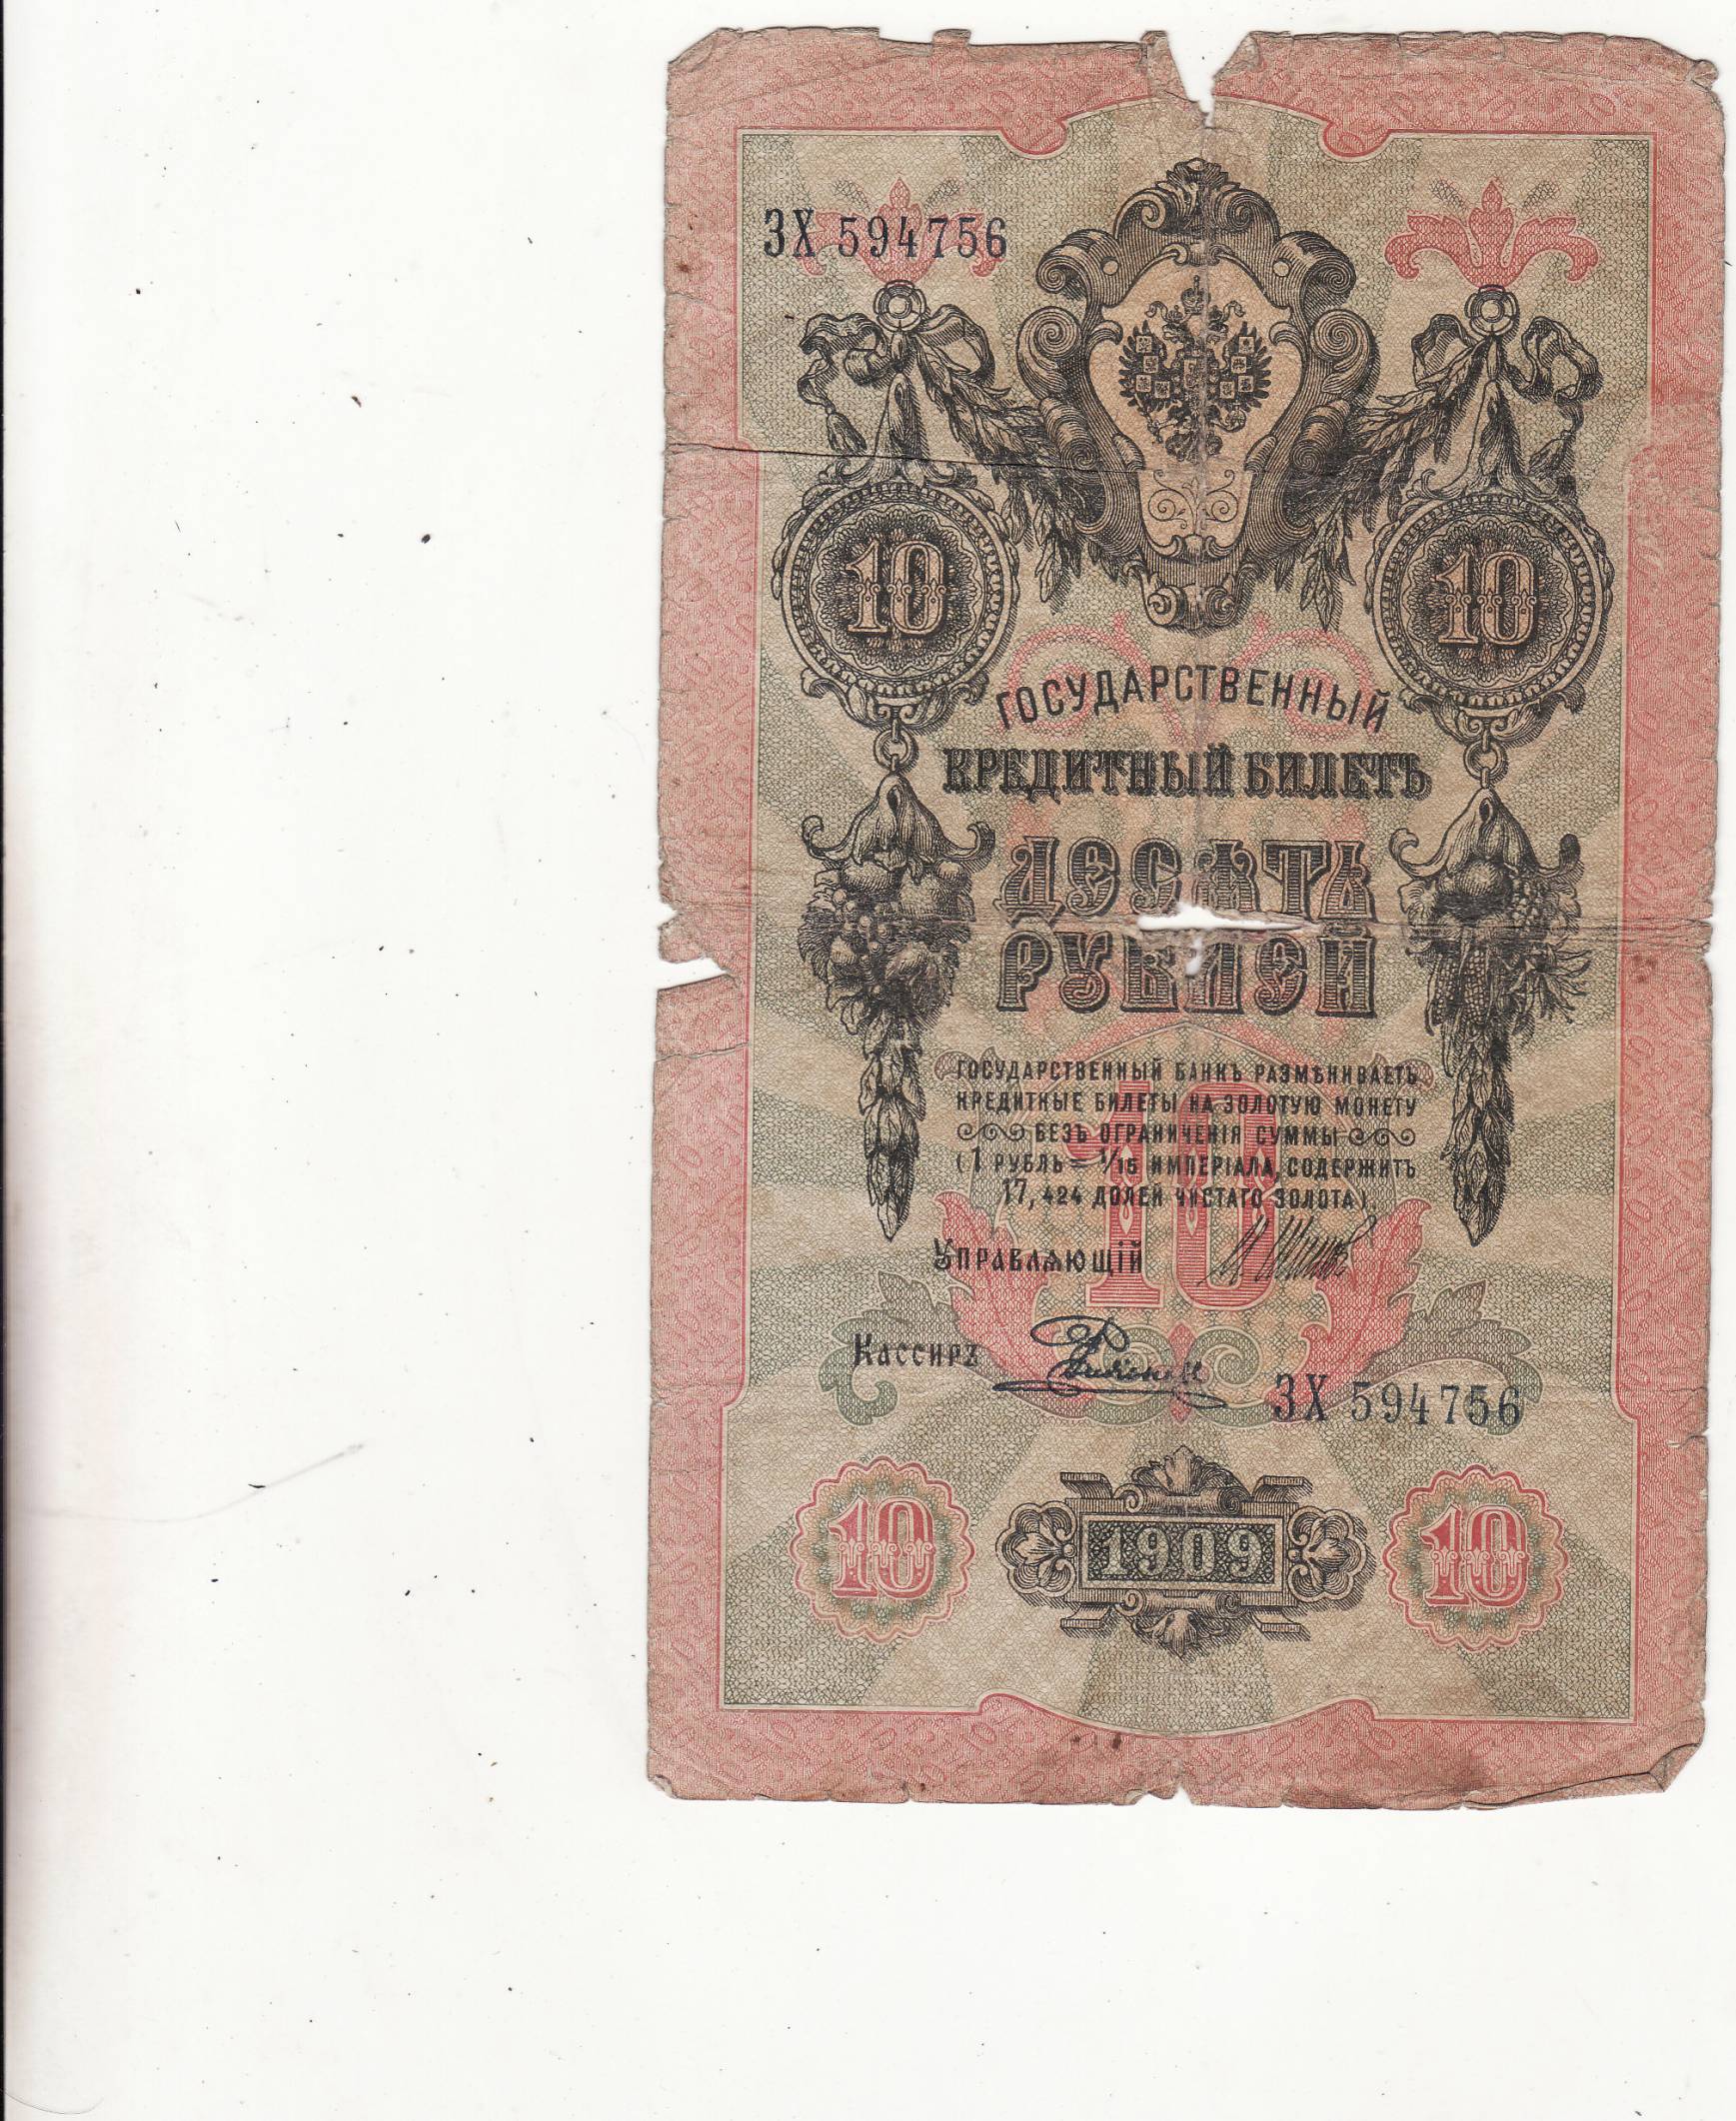 ЗХ 594756
10 10
ГОСУДАРСТВЕННЫЙ
КРЕДИТНЫЙ БИЛЕТЪ
ДЕСЯТЬ
РУБЛЕЙ
10
ГОСУДАРСТВЕННЫЙ БАНКЪ РАЗМѢНИВАЕТЪ
КРЕДИТНЫЕ БИЛЕТЫ НА ЗОЛОТУЮ МОНЕТУ
БЕЗЪ ОГРАНИЧЕНІЯ СУММЫ
(1 РУБЛЬ = 1/15 ИМПЕРІАЛА, СОДЕРЖИТЪ
17,424 ДОЛЕЙ ЧИСТАГО ЗОЛОТА).
УПРАВЛЯЮЩІЙ
КАССИРЪ
ЗХ 594756
10 1909 10